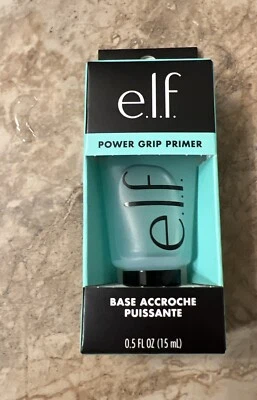 e.l.f.
POWER GRIP PRIMER
e.l.f.
BASE ACCROCHE
PUISSANTE
0.5 FL OZ (15 mL)